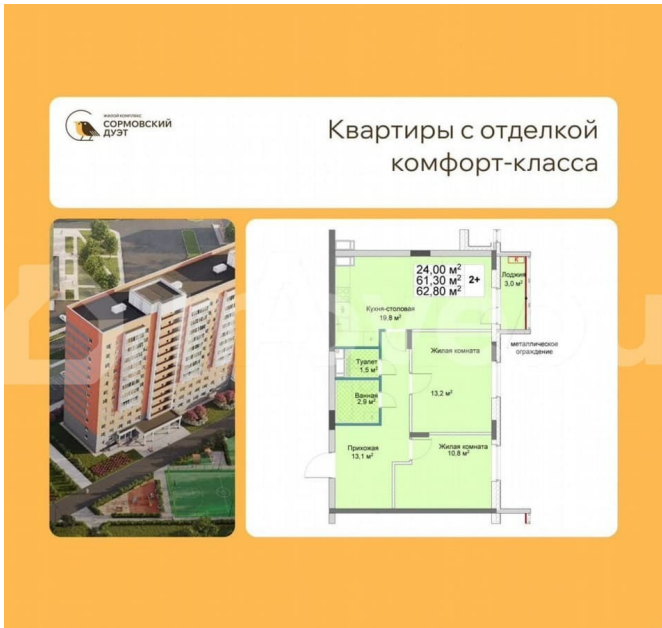 ЖИЛОЙ КОМПЛЕКС
СОРМОВСКИЙ
ДУЭТ
Квартиры с отделкой
комфорт-класса
24,00 м²
61,30 м²
62,80 м²
2+
К
Лоджия
3,0 м²
Кухня-столовая
19,8 м²
металлическое
ограждение
Туалет
1,5 м²
Жилая комната
13,2 м²
Ванная
2,9 м²
Прихожая
13,1 м²
Жилая комната
10,8 м²